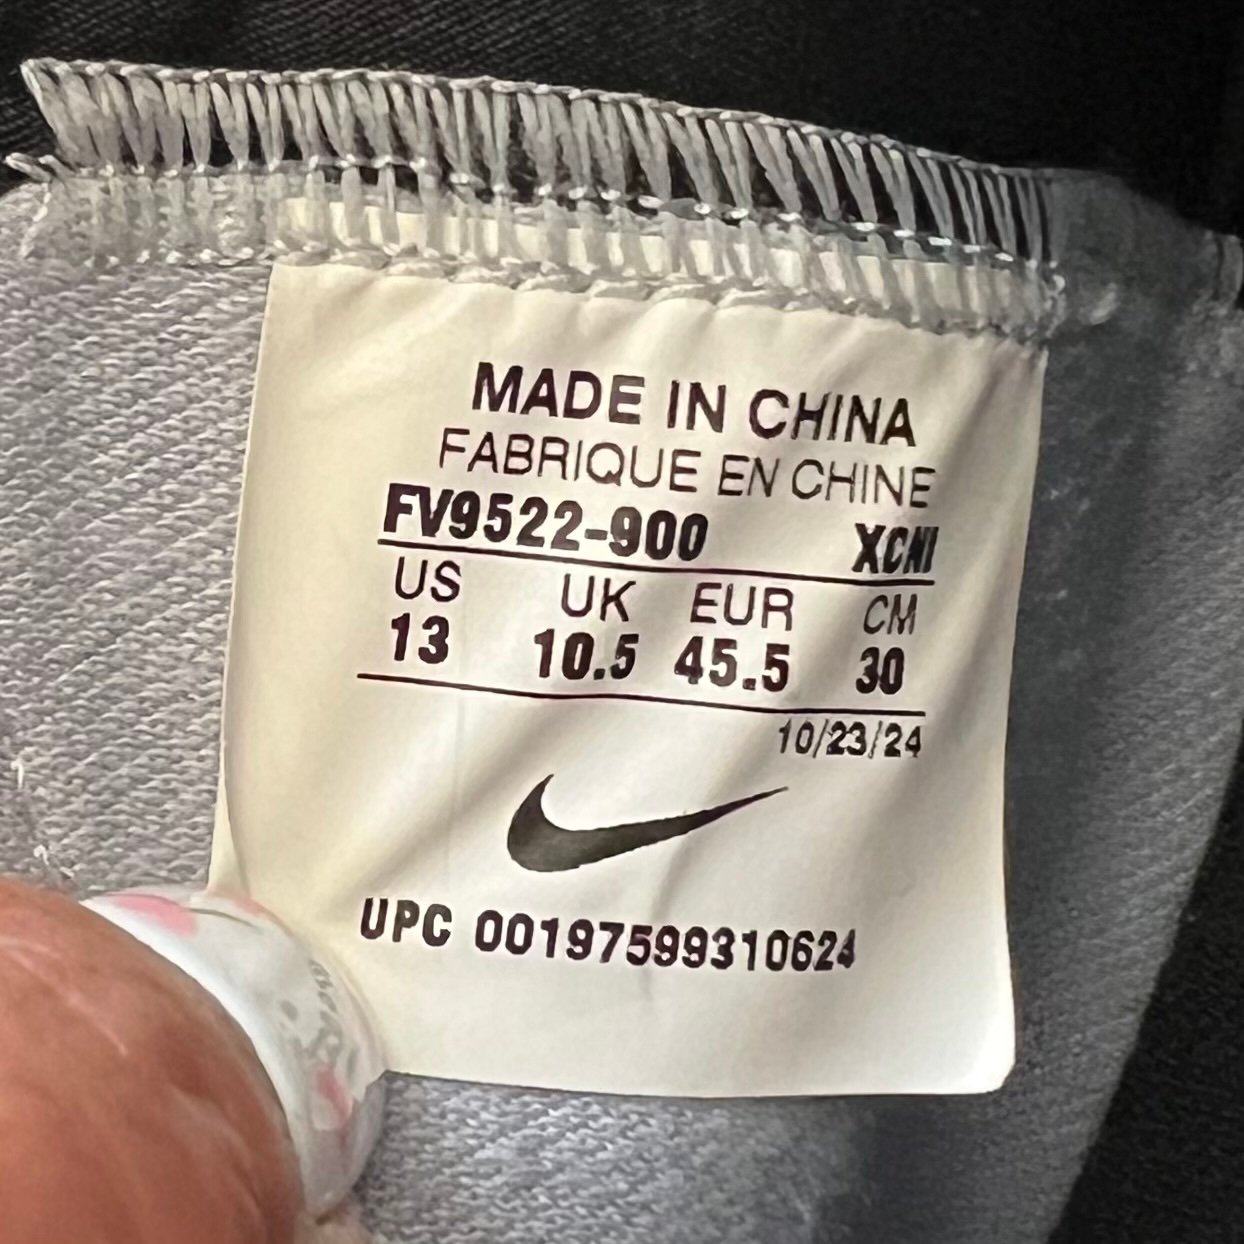 MADE IN CHINA
FABRIQUE EN CHINE
FV9522-900 XCNI
US UK EUR CM
13 10.5 45.5 30
10/23/24
UPC 00197599310624